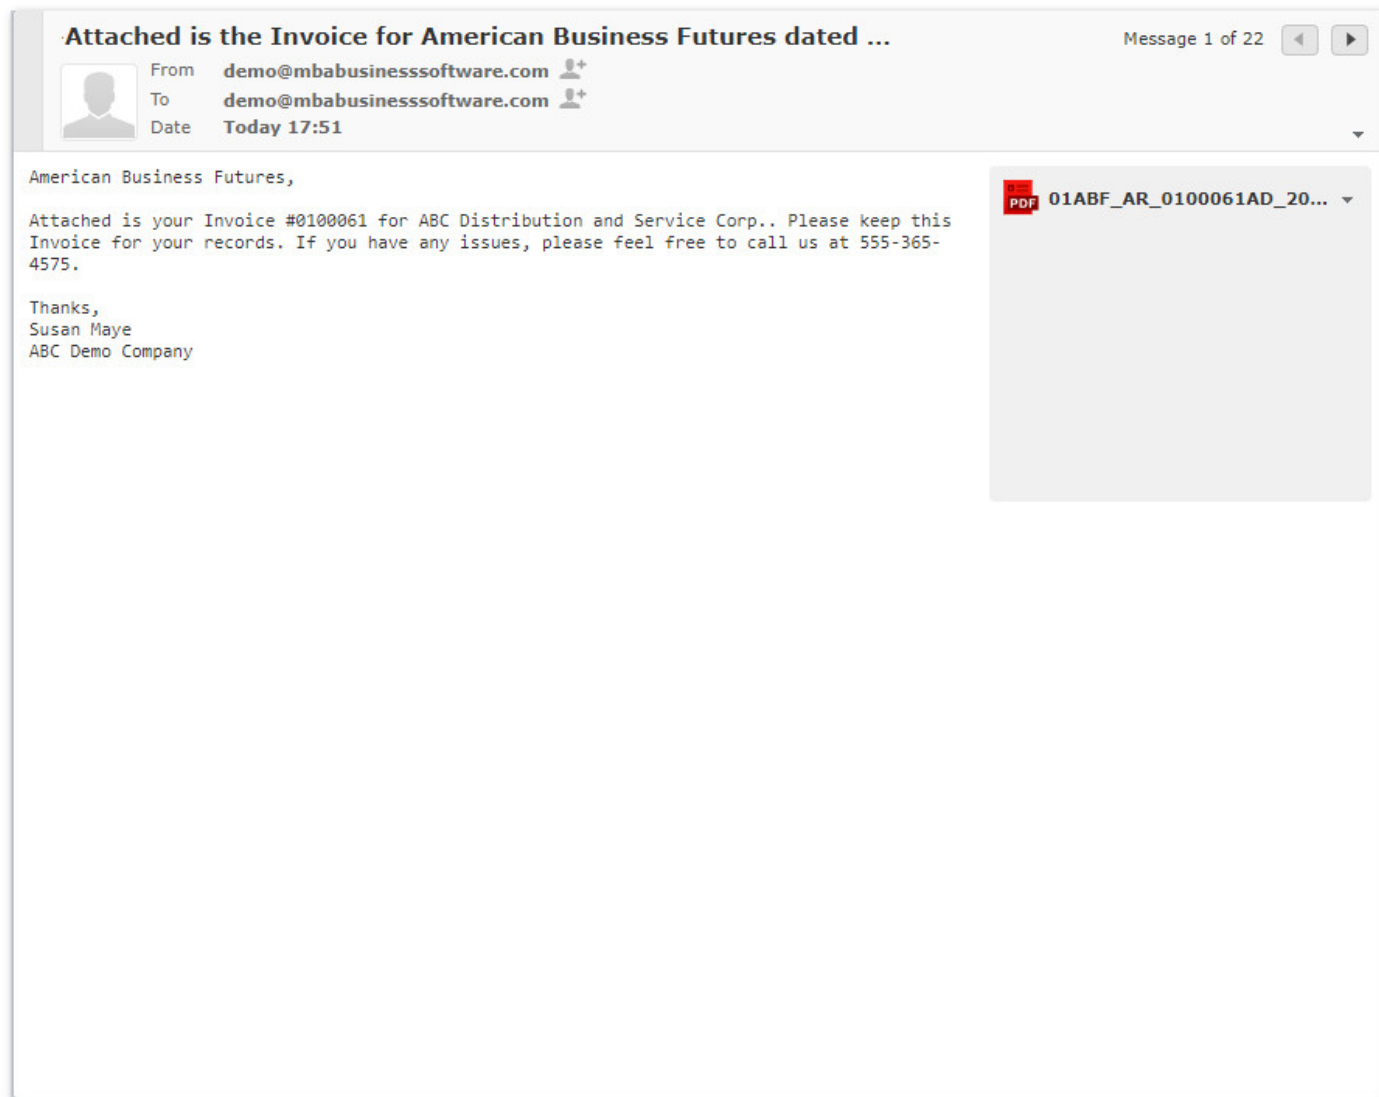 Attached is the Invoice for American Business Futures dated ...
Message 1 of 22
From demo@mbabusinesssoftware.com
To demo@mbabusinesssoftware.com
Date Today 17:51
American Business Futures,
Attached is your Invoice #0100061 for ABC Distribution and Service Corp.. Please keep this
Invoice for your records. If you have any issues, please feel free to call us at 555-365-
4575.
Thanks,
Susan Maye
ABC Demo Company
PDF 01ABF_AR_0100061AD_20...